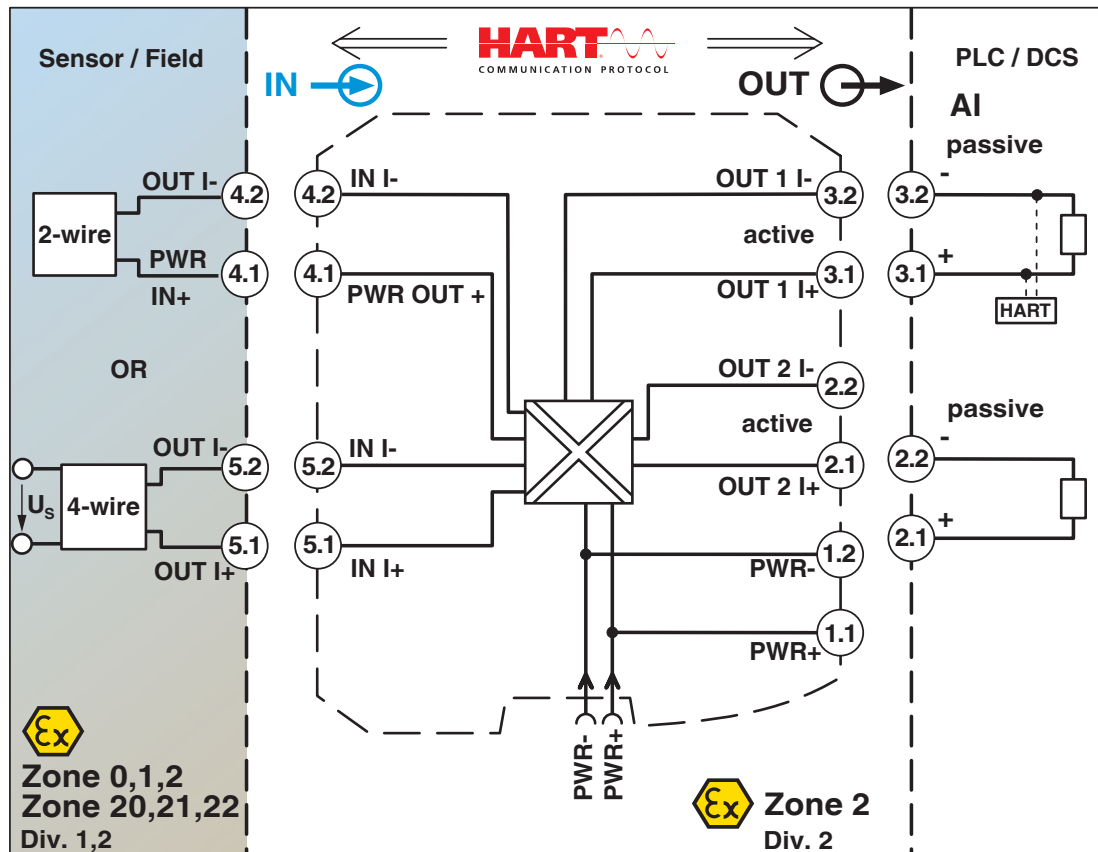 Sensor / Field
HART
COMMUNICATION PROTOCOL
PLC / DCS
IN
OUT
AI
passive
OUT I-
4.2
4.2
IN I-
OUT 1 I-
3.2
3.2
-
2-wire
active
PWR
IN+
4.1
4.1
PWR OUT +
OUT 1 I+
3.1
3.1
+
HART
OR
OUT 2 I-
2.2
active
passive
OUT I-
5.2
5.2
IN I-
2.1
OUT 2 I+
2.2
-
US
4-wire
OUT I+
5.1
5.1
IN I+
2.1
+
1.2
PWR-
1.1
PWR+
PWR-
PWR+
Ex
Zone 0,1,2
Zone 20,21,22
Div. 1,2
Ex
Zone 2
Div. 2